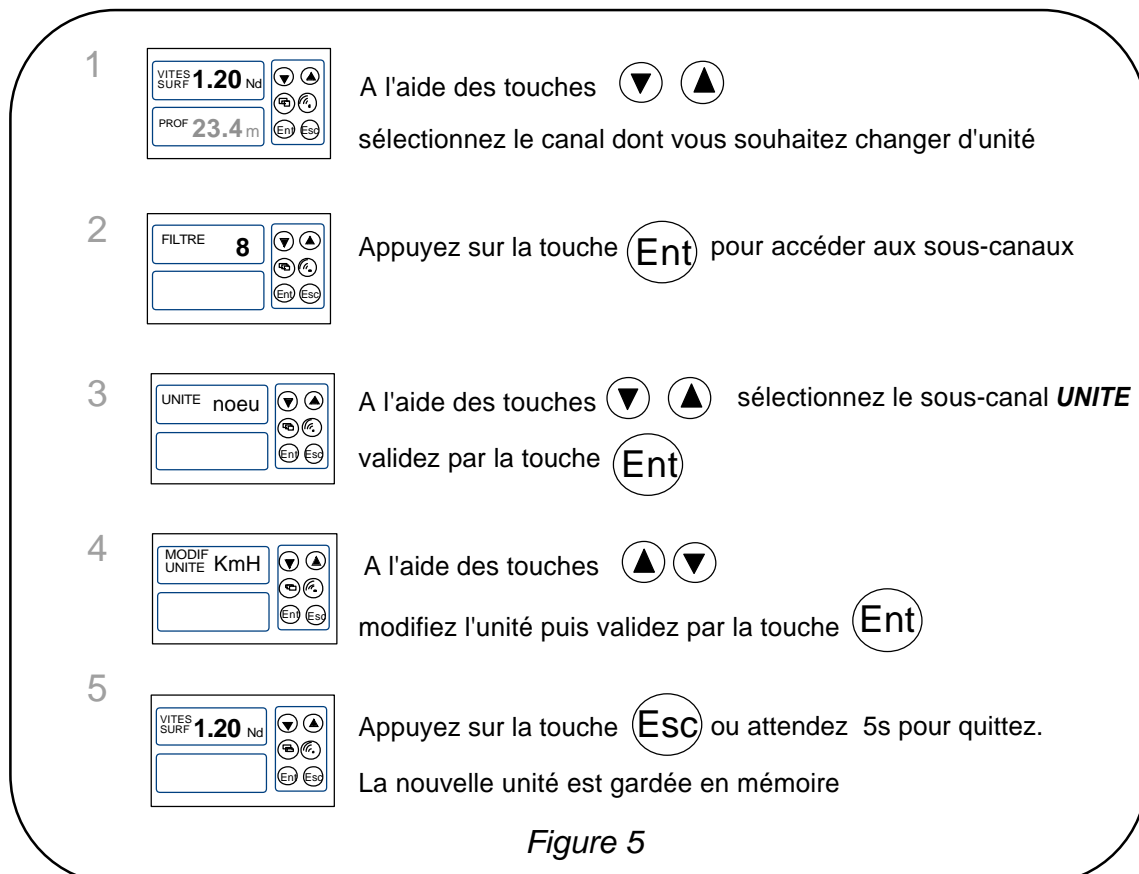 1
VITES
SURF 1.20 Nd
PROF 23.4 m
Ent Esc
A l'aide des touches
sélectionnez le canal dont vous souhaitez changer d'unité
2
FILTRE 8
Ent Esc
Appuyez sur la touche Ent pour accéder aux sous-canaux
3
UNITE noeu
Ent Esc
A l'aide des touches sélectionnez le sous-canal UNITE
validez par la touche Ent
4
MODIF
UNITE KmH
Ent Esc
A l'aide des touches
modifiez l'unité puis validez par la touche Ent
5
VITES
SURF 1.20 Nd
Ent Esc
Appuyez sur la touche Esc ou attendez 5s pour quittez.
La nouvelle unité est gardée en mémoire
Figure 5